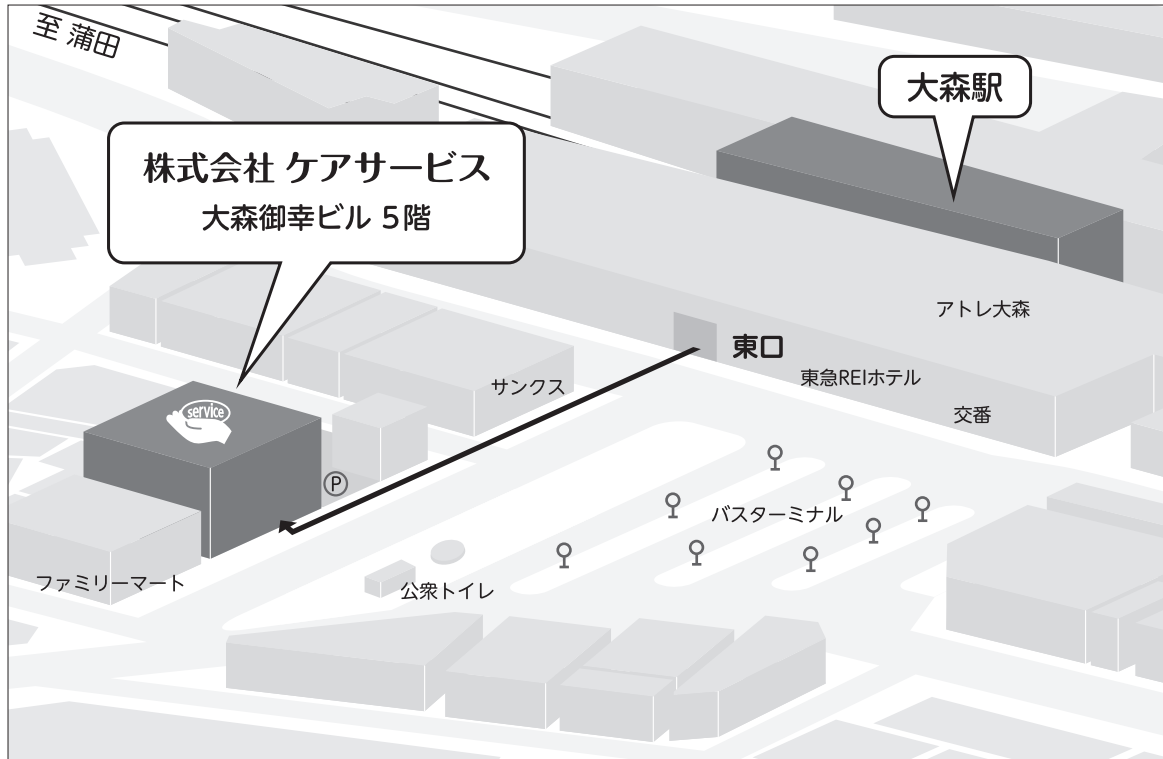 至 蒲田
大森駅
株式会社 ケアサービス
大森御幸ビル 5階
アトレ大森
東口
東急REIホテル
サンクス
交番
service
P
バスターミナル
ファミリーマート
公衆トイレ